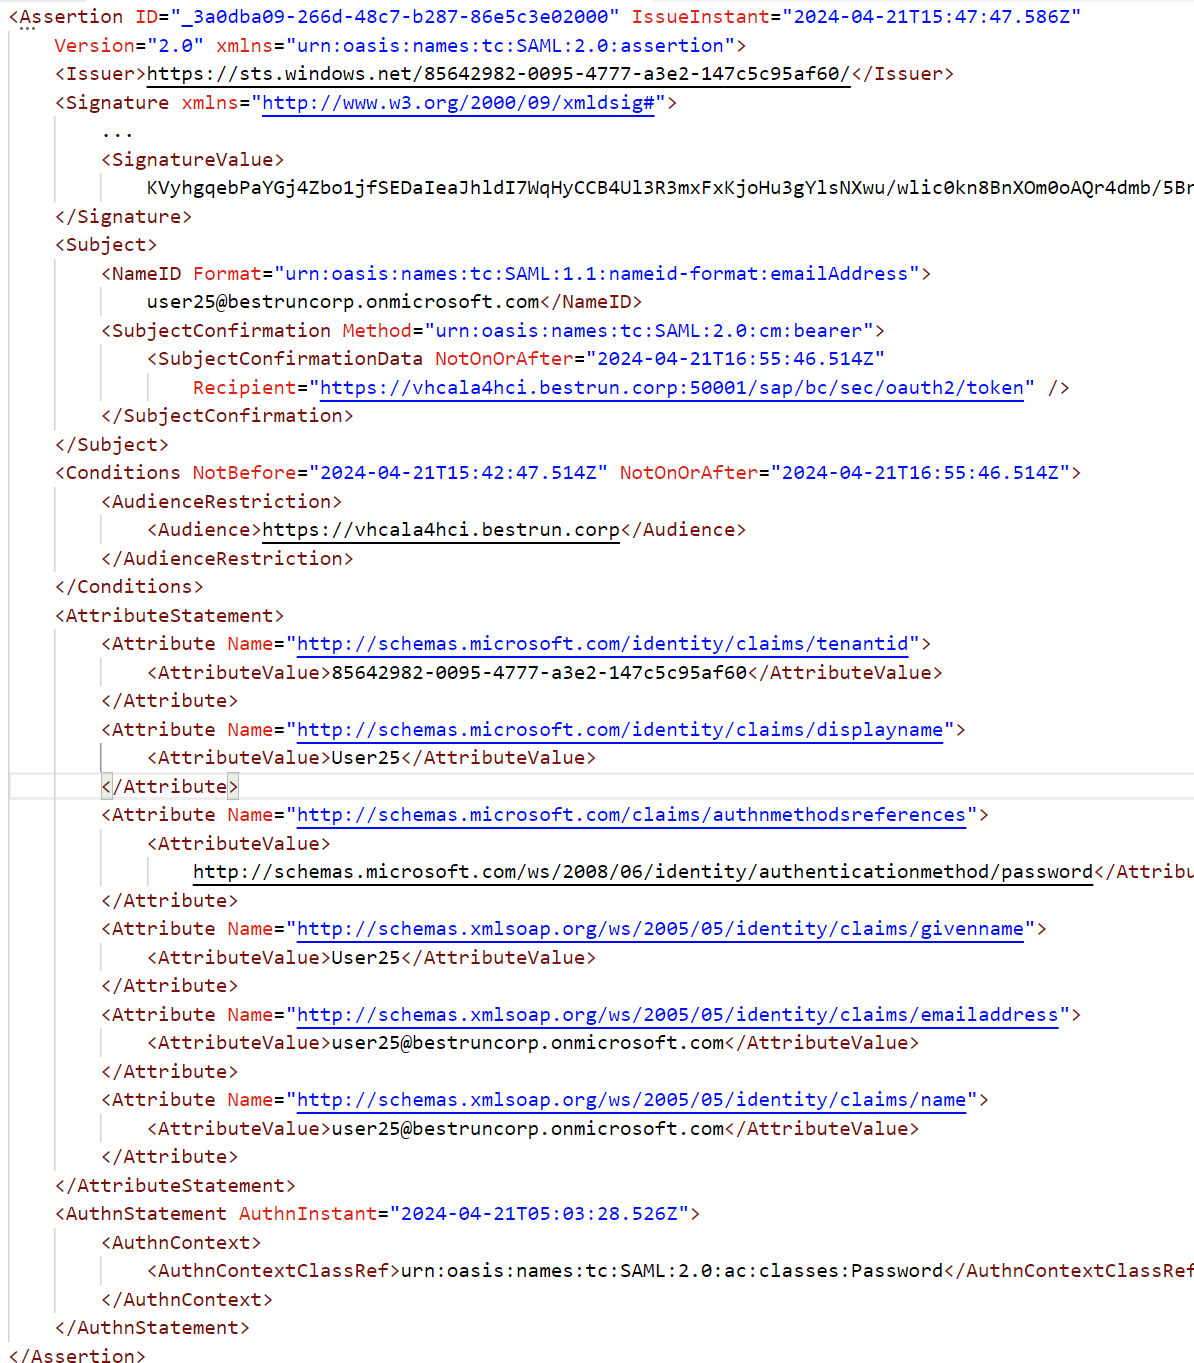 <Assertion ID="_3a0dba09-266d-48c7-b287-86e5c3e02000" IssueInstant="2024-04-21T15:47:47.586Z"
Version="2.0" xmlns="urn:oasis:names:tc:SAML:2.0:assertion">
<Issuer>https://sts.windows.net/85642982-0095-4777-a3e2-147c5c95af60/</Issuer>
<Signature xmlns="http://www.w3.org/2000/09/xmldsig#">
...
<SignatureValue>
KVyhgqebPaYGj4Zbo1jfSEDaIeaJhldI7WqHyCCB4Ul3R3mxFxKjoHu3gYlsNXwu/wlic0kn8BnXOm0oAQr4dmb/5Br
</Signature>
<Subject>
<NameID Format="urn:oasis:names:tc:SAML:1.1:nameid-format:emailAddress">
user25@bestruncorp.onmicrosoft.com</NameID>
<SubjectConfirmation Method="urn:oasis:names:tc:SAML:2.0:cm:bearer">
<SubjectConfirmationData NotOnOrAfter="2024-04-21T16:55:46.514Z"
Recipient="https://vhcala4hci.bestrun.corp:50001/sap/bc/sec/oauth2/token" />
</SubjectConfirmation>
</Subject>
<Conditions NotBefore="2024-04-21T15:42:47.514Z" NotOnOrAfter="2024-04-21T16:55:46.514Z">
<AudienceRestriction>
<Audience>https://vhcala4hci.bestrun.corp</Audience>
</AudienceRestriction>
</Conditions>
<AttributeStatement>
<Attribute Name="http://schemas.microsoft.com/identity/claims/tenantid">
<AttributeValue>85642982-0095-4777-a3e2-147c5c95af60</AttributeValue>
</Attribute>
<Attribute Name="http://schemas.microsoft.com/identity/claims/displayname">
<AttributeValue>User25</AttributeValue>
</Attribute>
<Attribute Name="http://schemas.microsoft.com/claims/authnmethodsreferences">
<AttributeValue>
http://schemas.microsoft.com/ws/2008/06/identity/authenticationmethod/password</Attribu
</Attribute>
<Attribute Name="http://schemas.xmlsoap.org/ws/2005/05/identity/claims/givenname">
<AttributeValue>User25</AttributeValue>
</Attribute>
<Attribute Name="http://schemas.xmlsoap.org/ws/2005/05/identity/claims/emailaddress">
<AttributeValue>user25@bestruncorp.onmicrosoft.com</AttributeValue>
</Attribute>
<Attribute Name="http://schemas.xmlsoap.org/ws/2005/05/identity/claims/name">
<AttributeValue>user25@bestruncorp.onmicrosoft.com</AttributeValue>
</Attribute>
</AttributeStatement>
<AuthnStatement AuthnInstant="2024-04-21T05:03:28.526Z">
<AuthnContext>
<AuthnContextClassRef>urn:oasis:names:tc:SAML:2.0:ac:classes:Password</AuthnContextClassRef
</AuthnContext>
</AuthnStatement>
</Assertion>